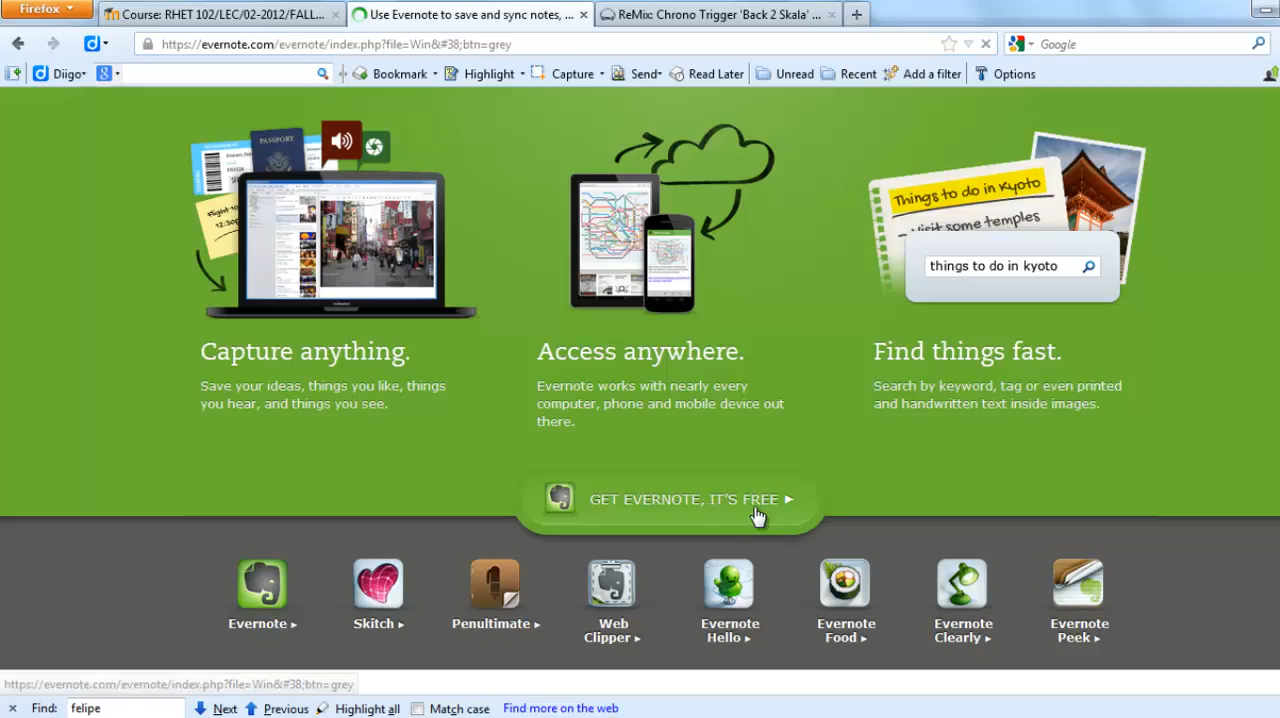 Firefox
Course: RHET 102/LEC/02-2012/FALL...
Use Evernote to save and sync notes, ...
ReMix: Chrono Trigger 'Back 2 Skala' ...
https://evernote.com/evernote/index.php?file=Win&#38;btn=grey
Google
Diigo
Bookmark
Highlight
Capture
Send
Read Later
Unread
Recent
Add a filter
Options
PASSPORT
Things to do in Kyoto
Visit some temples
things to do in kyoto
Capture anything.
Save your ideas, things you like, things
you hear, and things you see.
Access anywhere.
Evernote works with nearly every
computer, phone and mobile device out
there.
Find things fast.
Search by keyword, tag or even printed
and handwritten text inside images.
GET EVERNOTE, IT'S FREE
Evernote
Skitch
Penultimate
Web
Clipper
Evernote
Hello
Evernote
Food
Evernote
Clearly
Evernote
Peek
https://evernote.com/evernote/index.php?file=Win&#38;btn=grey
Find: felipe Next Previous Highlight all Match case Find more on the web